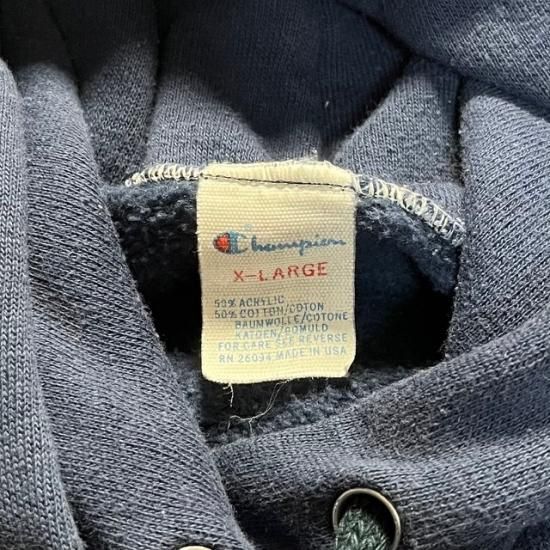 Champion
X-LARGE
50% ACRYLIC
50% COTTON/COTON
BAUMWOLLE/COTONE
KATOEN/COMULD
FOR CARE SEE REVERSE
RN 26094 MADE IN USA